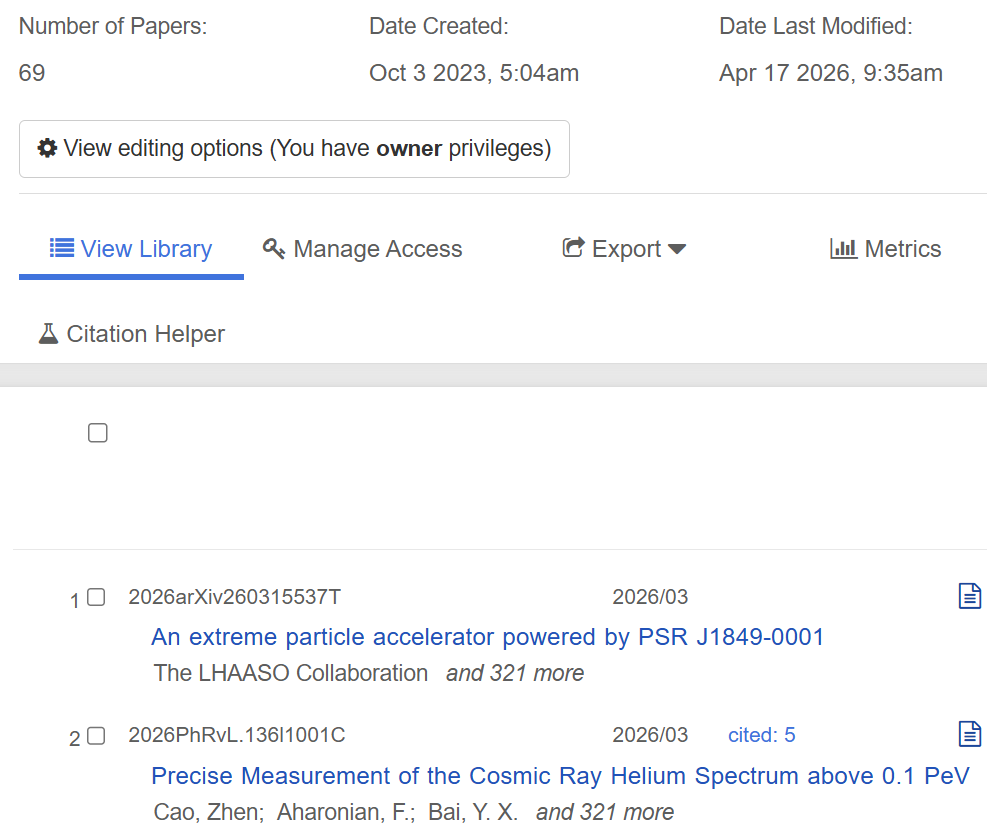 Number of Papers: Date Created: Date Last Modified:
69 Oct 3 2023, 5:04am Apr 17 2026, 9:35am
View editing options (You have owner privileges)
View Library Manage Access Export Metrics
Citation Helper
1 2026arXiv260315537T 2026/03
An extreme particle accelerator powered by PSR J1849-0001
The LHAASO Collaboration and 321 more
2 2026PhRvL.136l1001C 2026/03 cited: 5
Precise Measurement of the Cosmic Ray Helium Spectrum above 0.1 PeV
Cao, Zhen; Aharonian, F.; Bai, Y. X. and 321 more